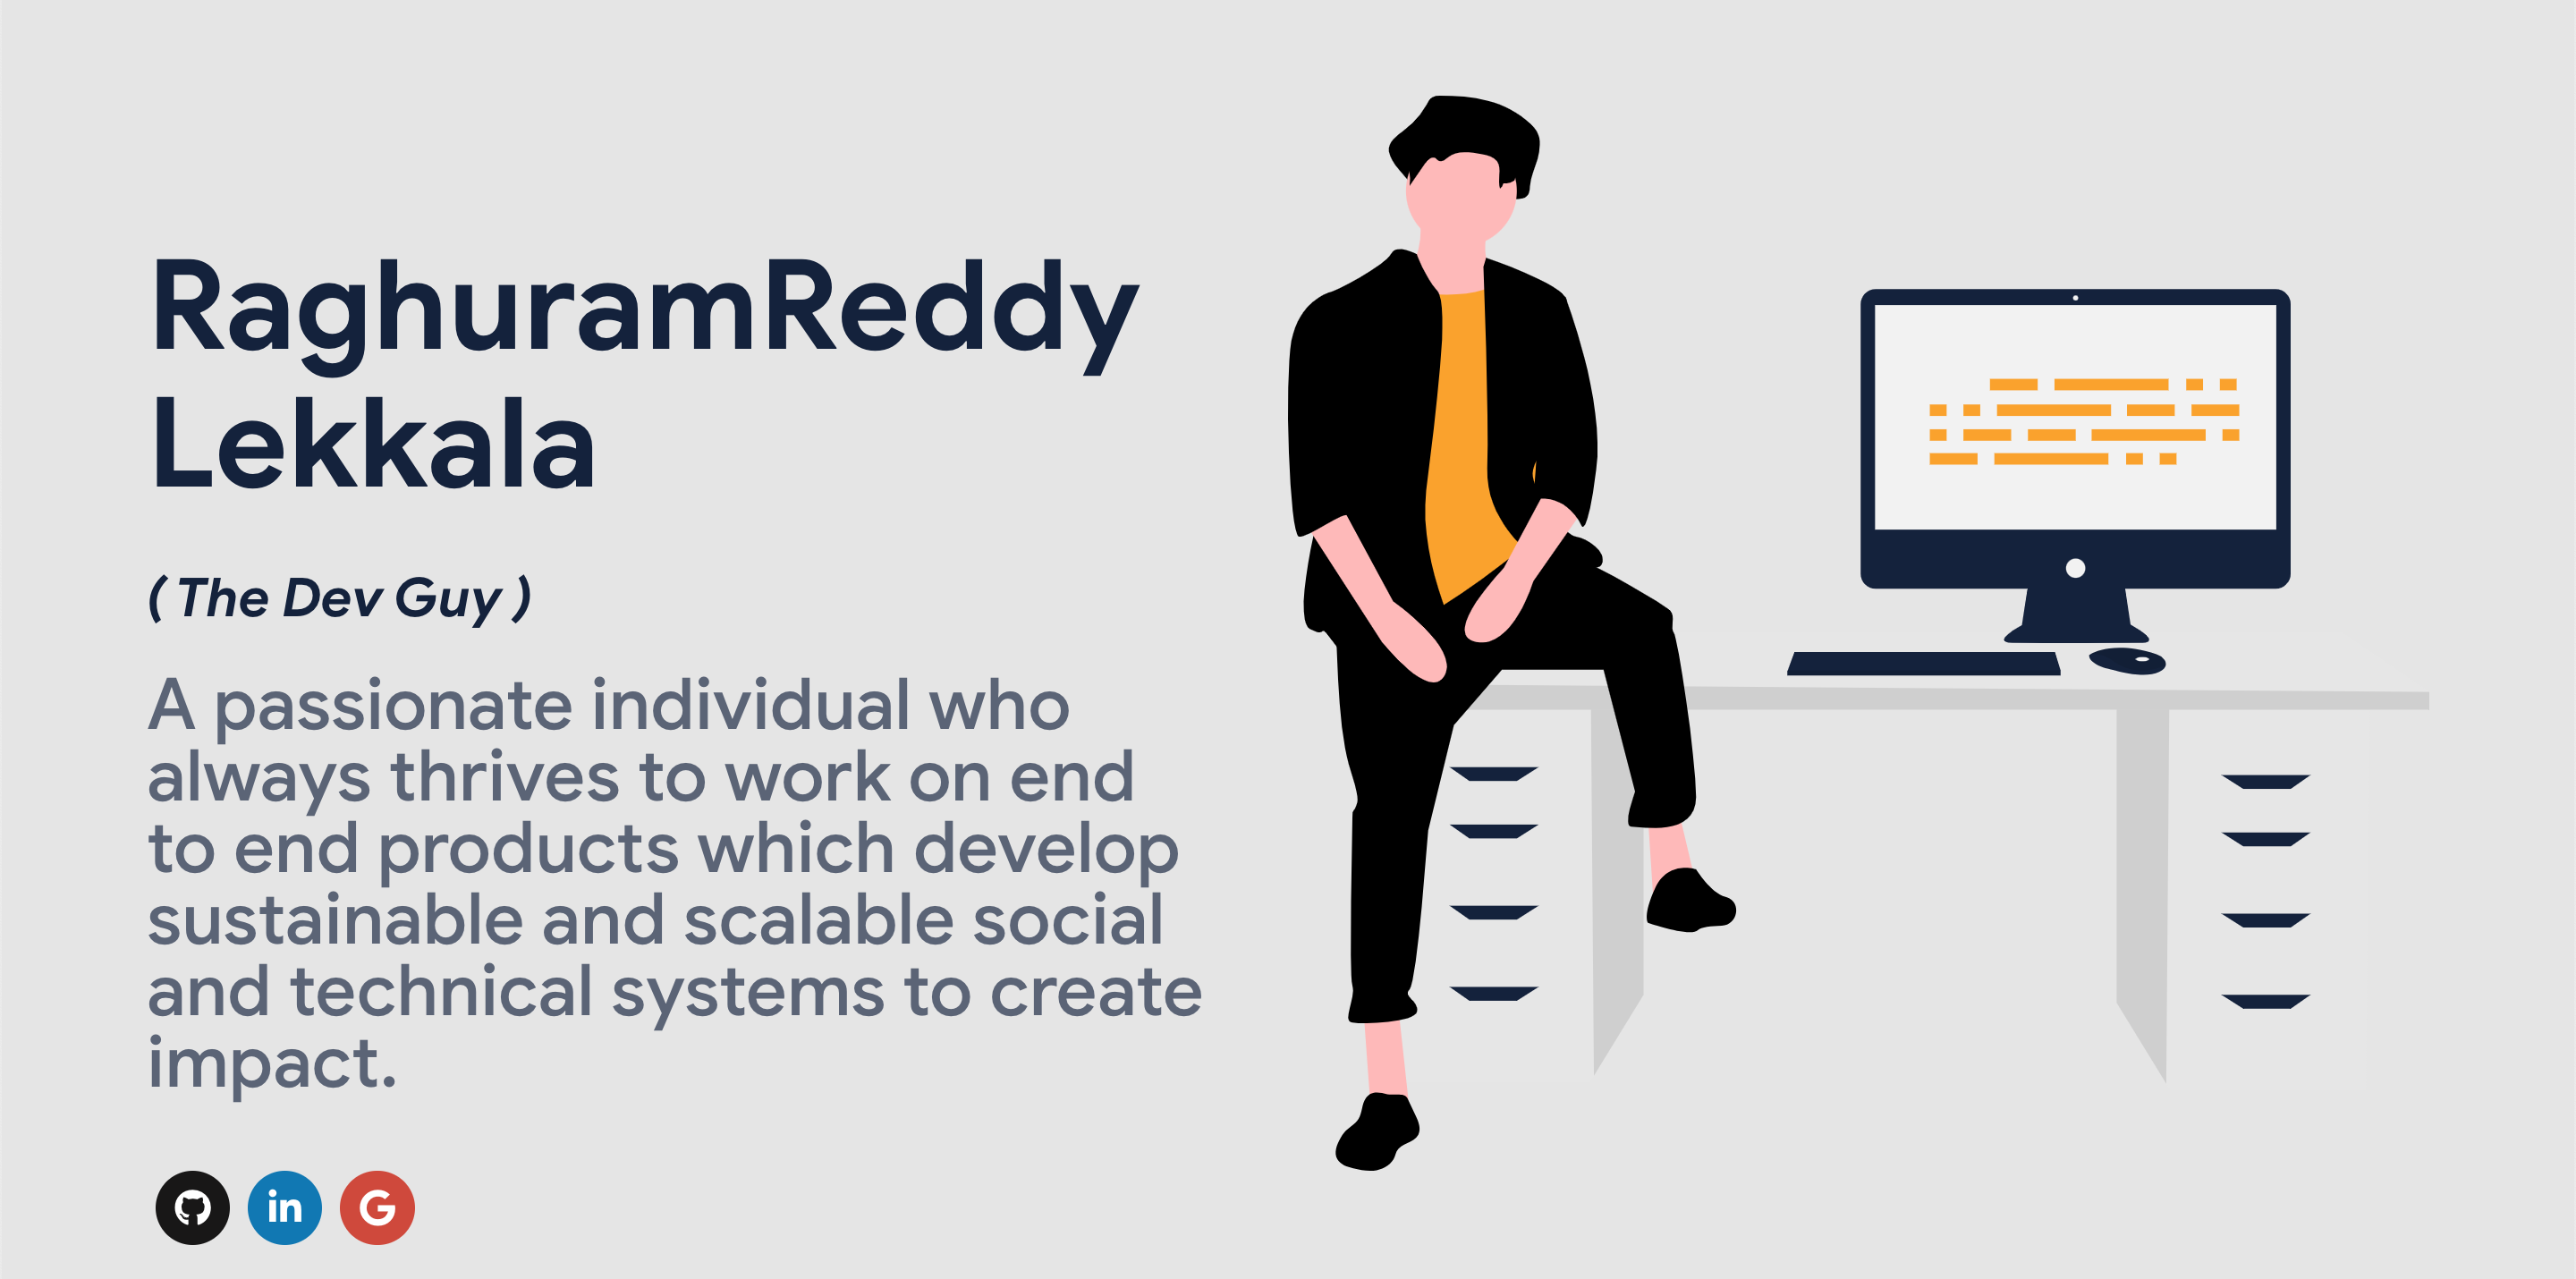 RaghuramReddy
Lekkala
( The Dev Guy )
A passionate individual who
always thrives to work on end
to end products which develop
sustainable and scalable social
and technical systems to create
impact.
in
G